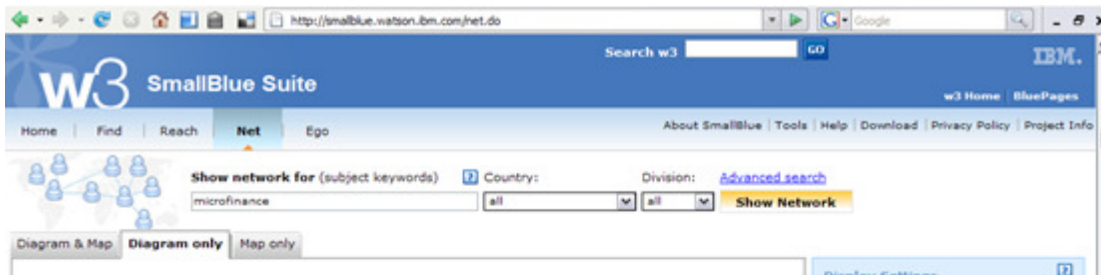 http://smallblue.watson.ibm.com/net.do Google
Search w3 GO
IBM.
w3 SmallBlue Suite
w3 Home BluePages
Home Find Reach Net Ego About SmallBlue Tools Help Download Privacy Policy Project Info
Show network for (subject keywords) ? Country: Division: Advanced search
microfinance all all Show Network
Diagram & Map Diagram only Map only
Display Settings ?